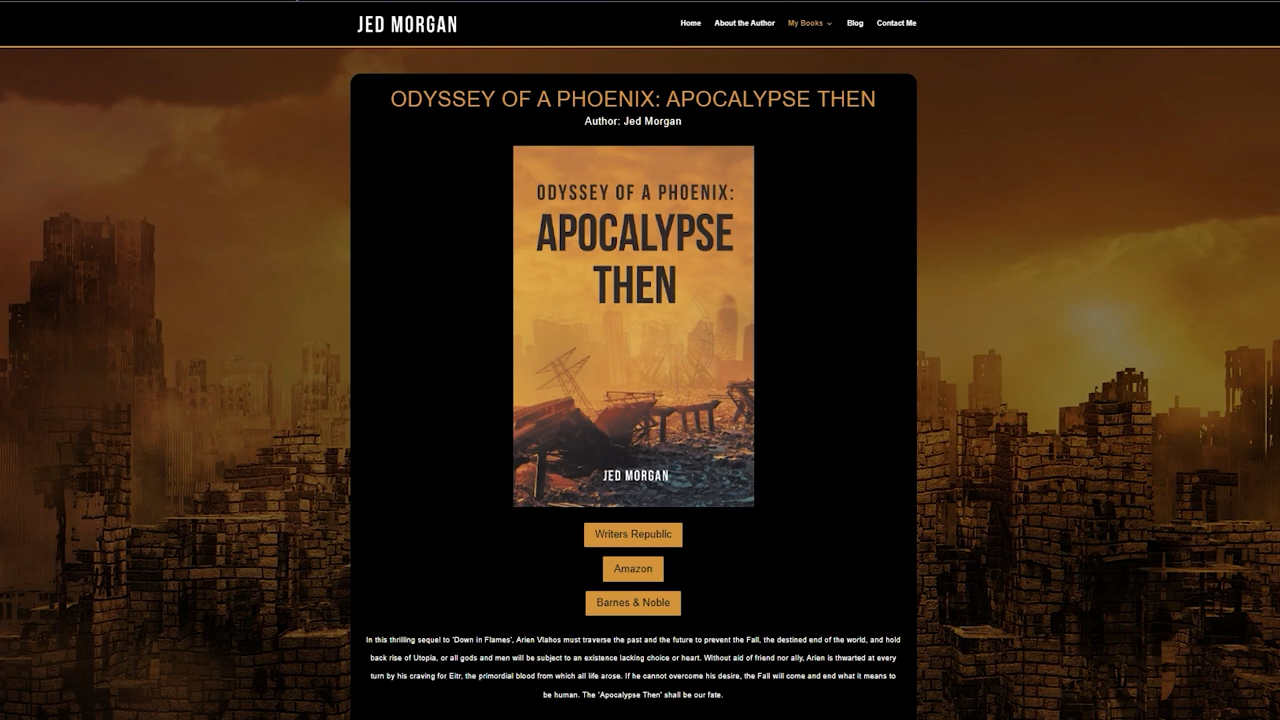 JED MORGAN
Home About the Author My Books Blog Contact Me
ODYSSEY OF A PHOENIX: APOCALYPSE THEN
Author: Jed Morgan
ODYSSEY OF A PHOENIX:
APOCALYPSE
THEN
JED MORGAN
Writers Republic
Amazon
Barnes & Noble
In this thrilling sequel to 'Down in Flames', Arien Vlahos must traverse the past and the future to prevent the Fall, the destined end of the world, and hold
back rise of Utopia, or all gods and men will be subject to an existence lacking choice or heart. Without aid of friend nor ally, Arien is thwarted at every
turn by his craving for Eitr, the primordial blood from which all life arose. If he cannot overcome his desire, the Fall will come and end what it means to
be human. The 'Apocalypse Then' shall be our fate.